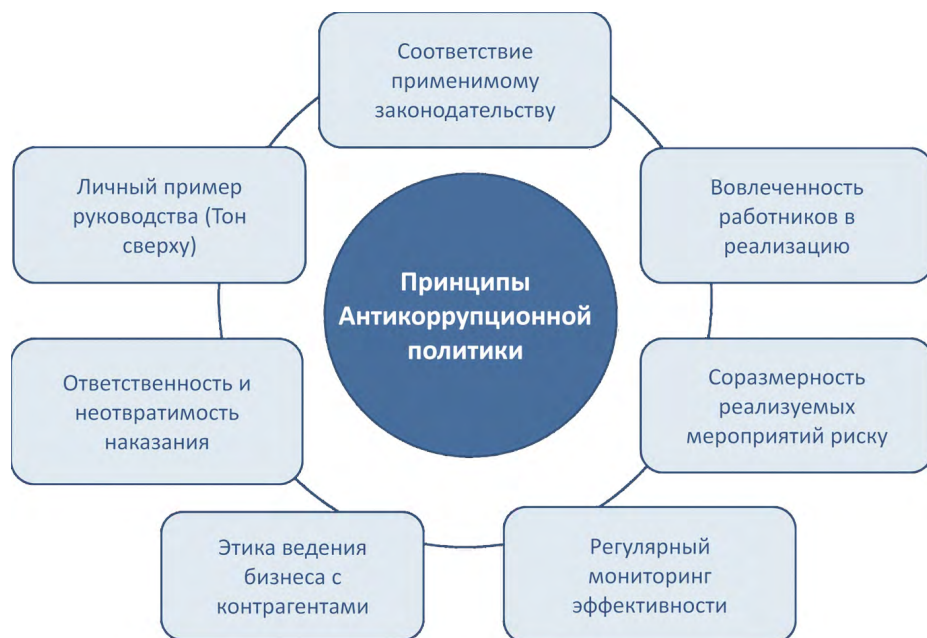 Соответствие
применимому
законодательству
Личный пример
руководства (Тон
сверху)
Вовлеченность
работников в
реализацию
Принципы
Антикоррупционной
политики
Ответственность и
неотвратимость
наказания
Соразмерность
реализуемых
мероприятий риску
Этика ведения
бизнеса с
контрагентами
Регулярный
мониторинг
эффективности